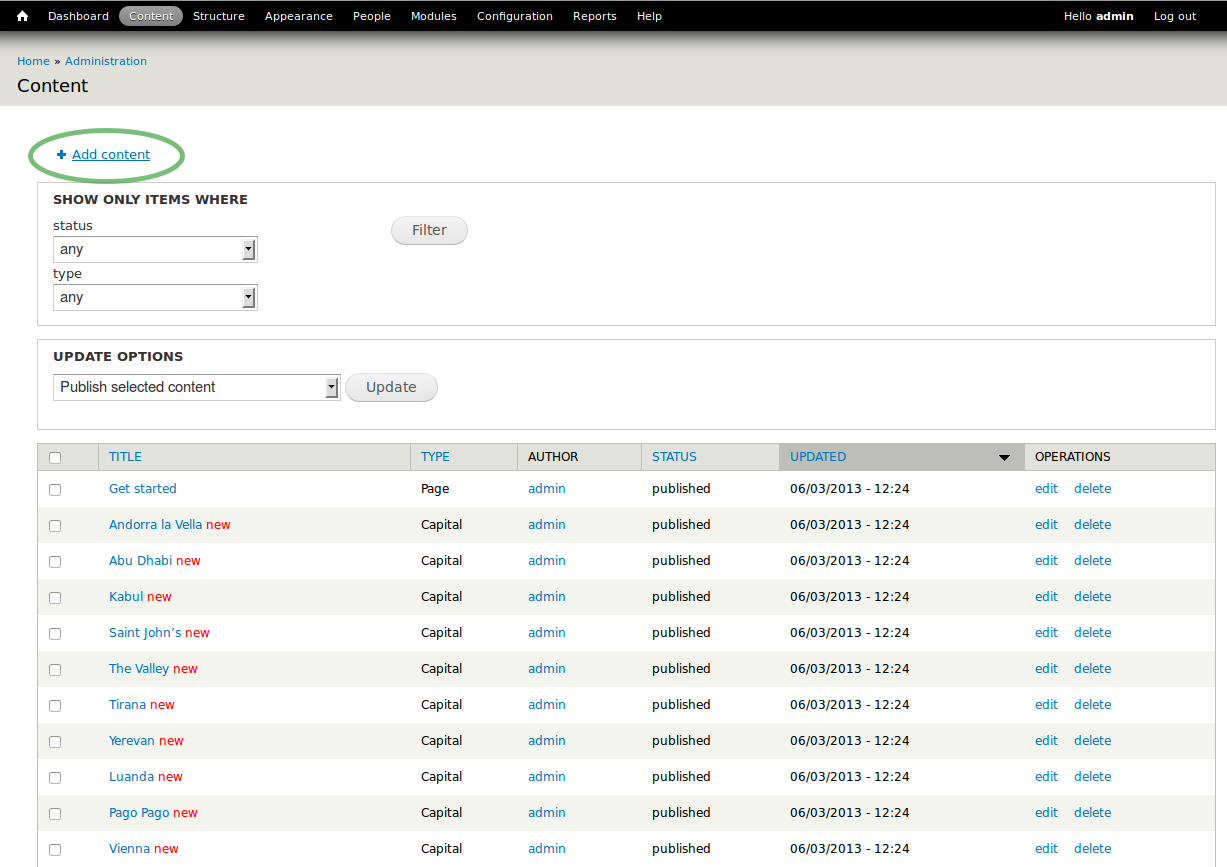 Dashboard Content Structure Appearance People Modules Configuration Reports Help Hello admin Log out
Home » Administration
Content
Add content
SHOW ONLY ITEMS WHERE
status
any
Filter
type
any
UPDATE OPTIONS
Publish selected content Update
TITLE TYPE AUTHOR STATUS UPDATED OPERATIONS
Get started Page admin published 06/03/2013 - 12:24 edit delete
Andorra la Vella new Capital admin published 06/03/2013 - 12:24 edit delete
Abu Dhabi new Capital admin published 06/03/2013 - 12:24 edit delete
Kabul new Capital admin published 06/03/2013 - 12:24 edit delete
Saint John’s new Capital admin published 06/03/2013 - 12:24 edit delete
The Valley new Capital admin published 06/03/2013 - 12:24 edit delete
Tirana new Capital admin published 06/03/2013 - 12:24 edit delete
Yerevan new Capital admin published 06/03/2013 - 12:24 edit delete
Luanda new Capital admin published 06/03/2013 - 12:24 edit delete
Pago Pago new Capital admin published 06/03/2013 - 12:24 edit delete
Vienna new Capital admin published 06/03/2013 - 12:24 edit delete